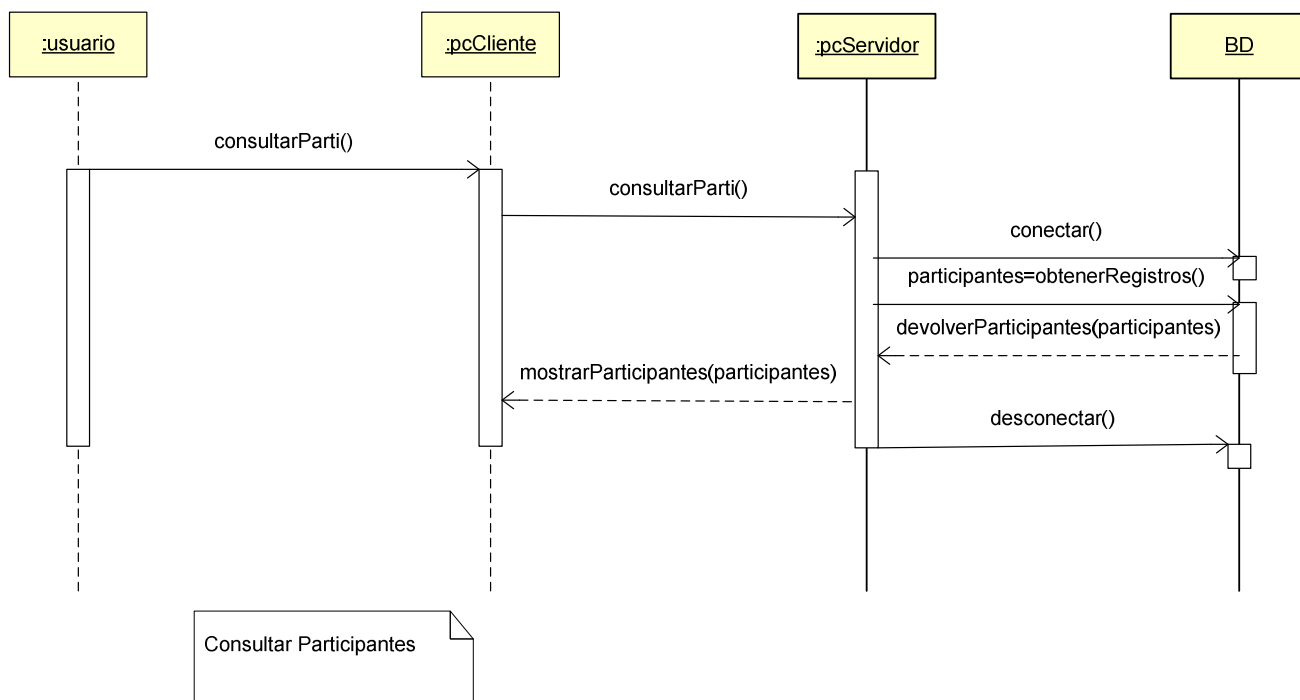 :usuario
:pcCliente
:pcServidor
BD
consultarParti()
consultarParti()
conectar()
participantes=obtenerRegistros()
devolverParticipantes(participantes)
mostrarParticipantes(participantes)
desconectar()
Consultar Participantes